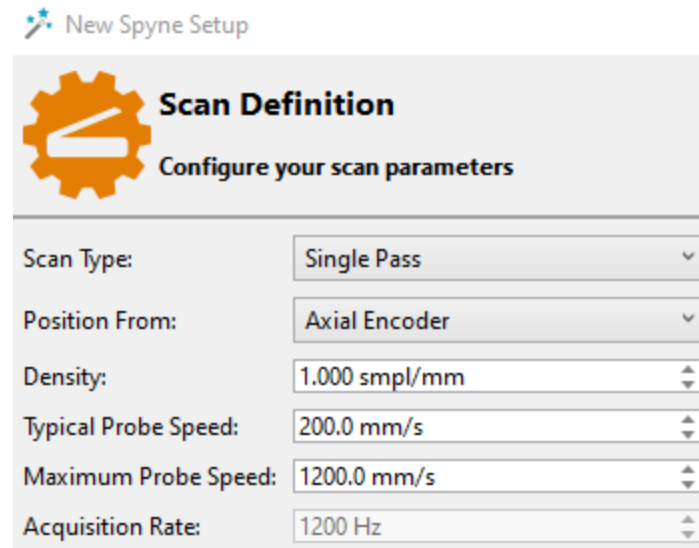 New Spyne Setup
Scan Definition
Configure your scan parameters
Scan Type: Single Pass
Position From: Axial Encoder
Density: 1.000 smpl/mm
Typical Probe Speed: 200.0 mm/s
Maximum Probe Speed: 1200.0 mm/s
Acquisition Rate: 1200 Hz